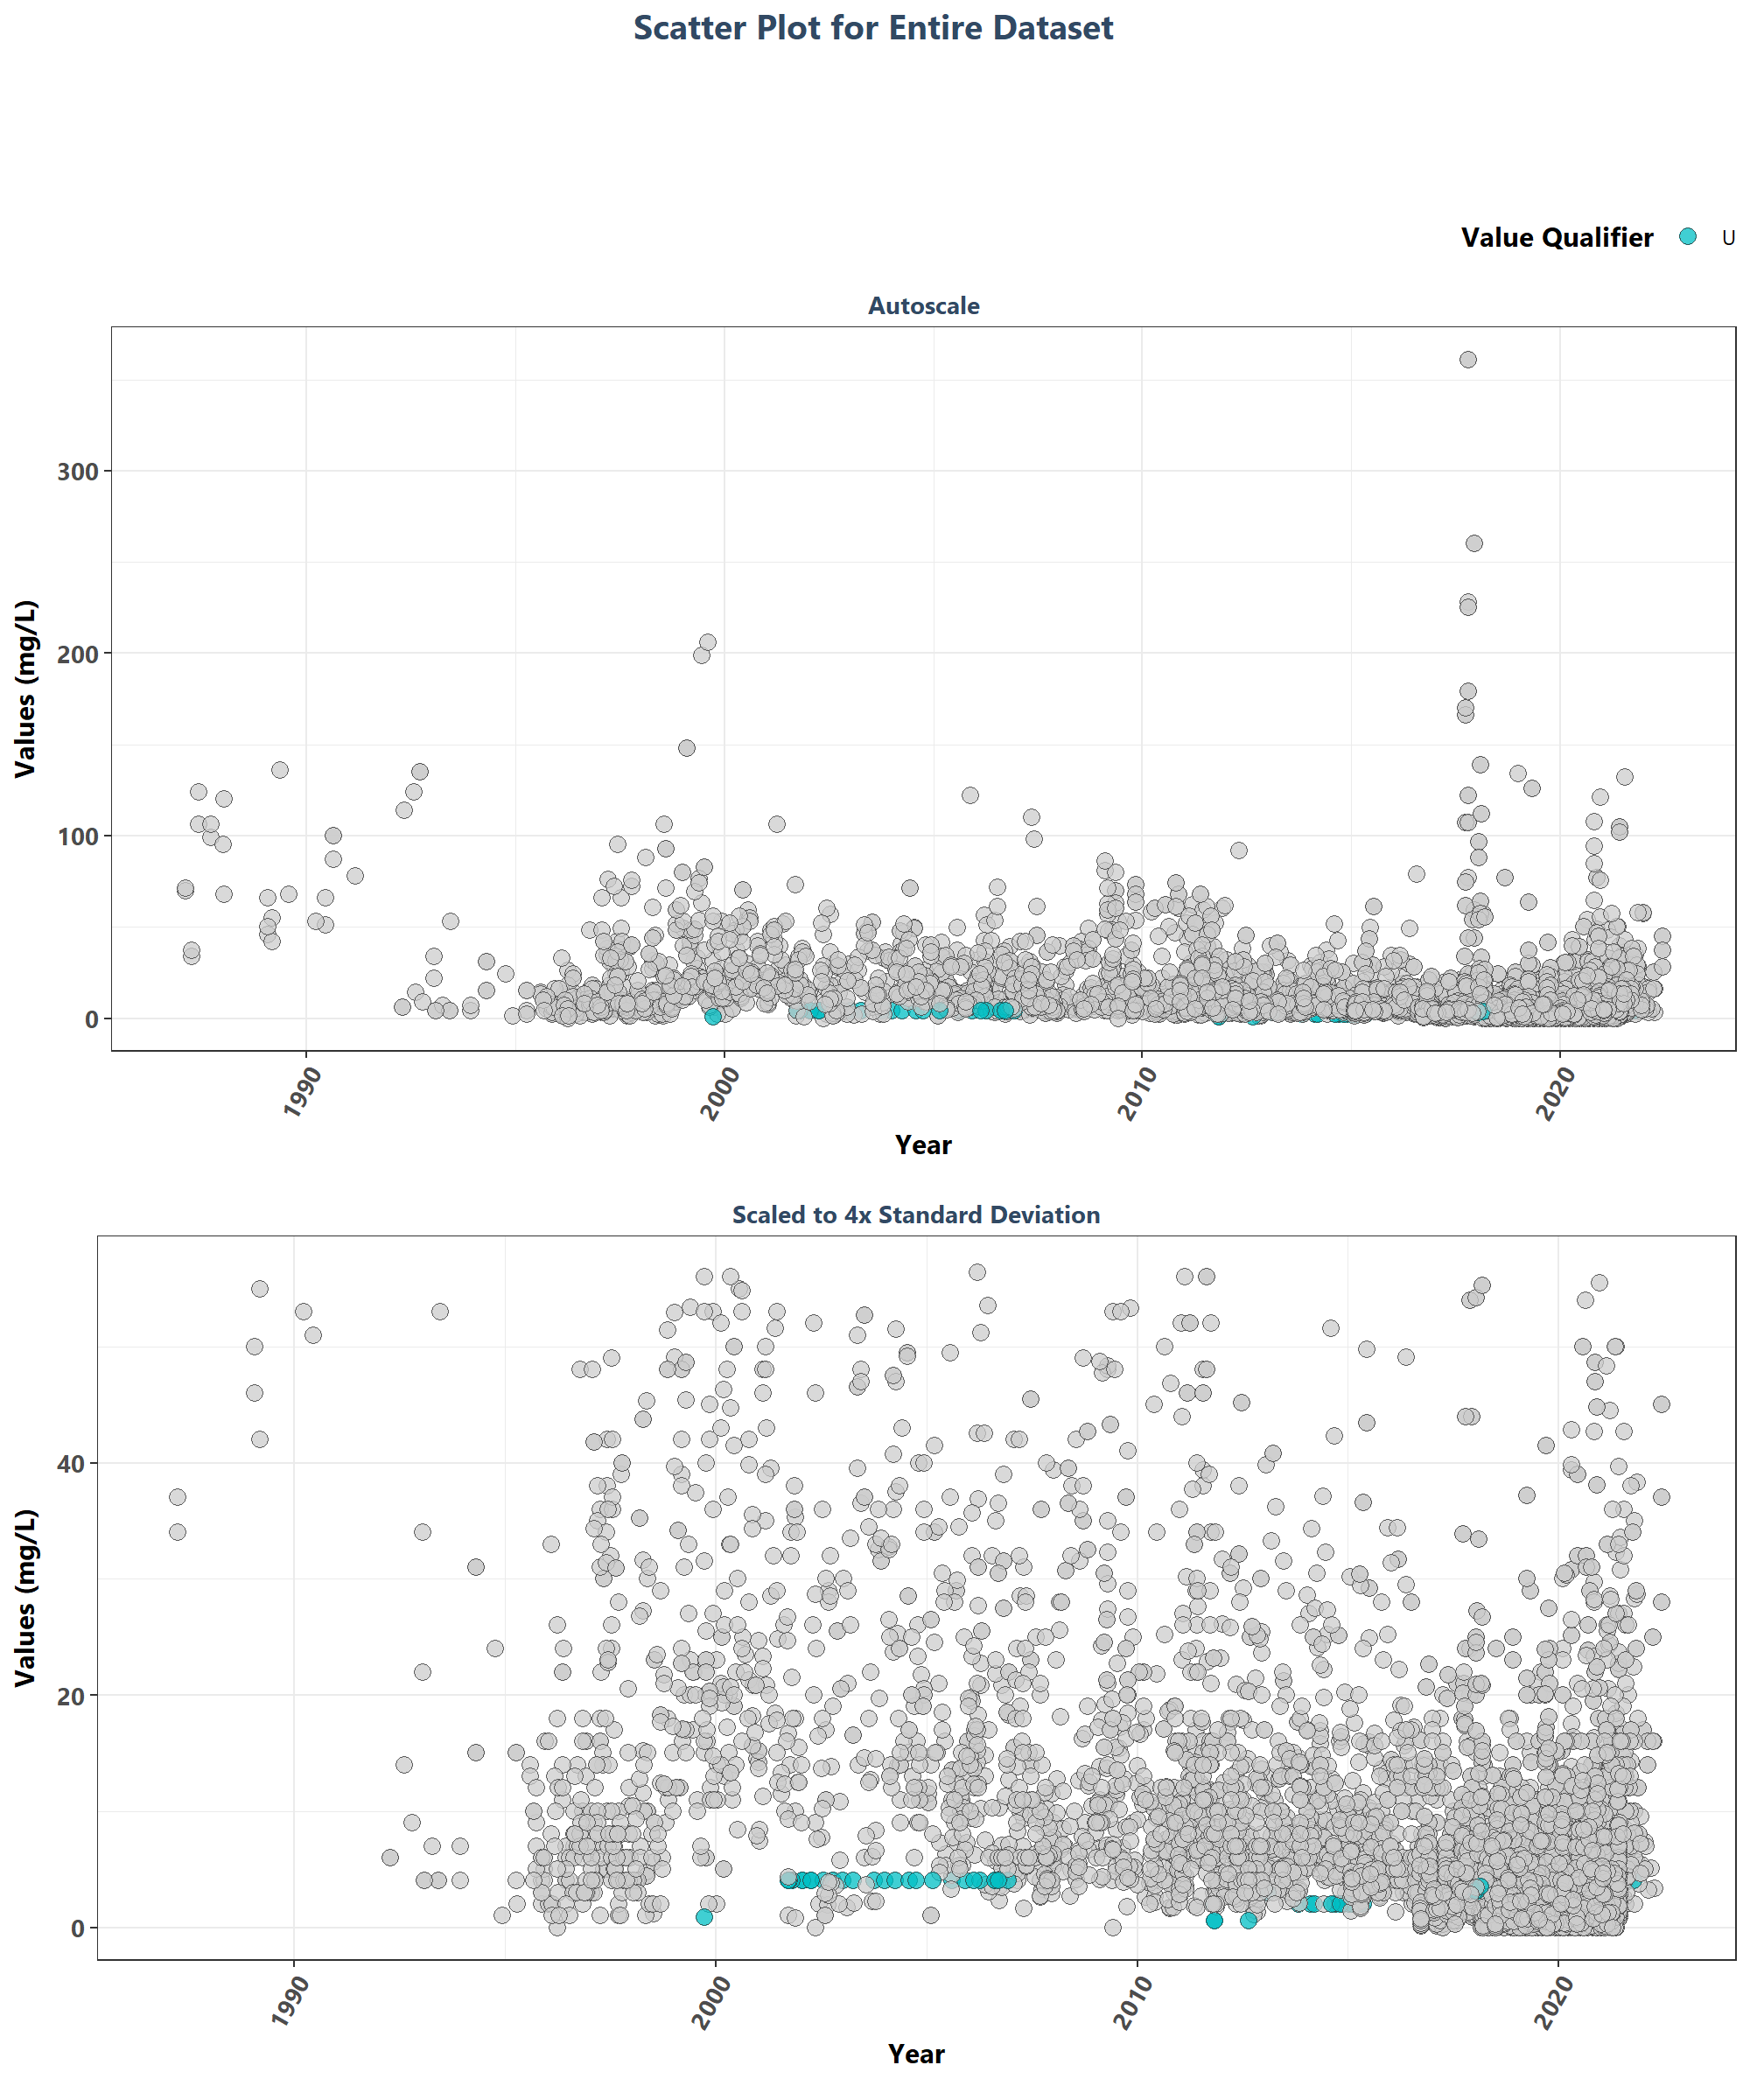 Scatter Plot for Entire Dataset
Value Qualifier U
Autoscale
Values (mg/L)
300
200
100
0
1990 2000 2010 2020
Year
Scaled to 4x Standard Deviation
Values (mg/L)
40
20
0
1990 2000 2010 2020
Year